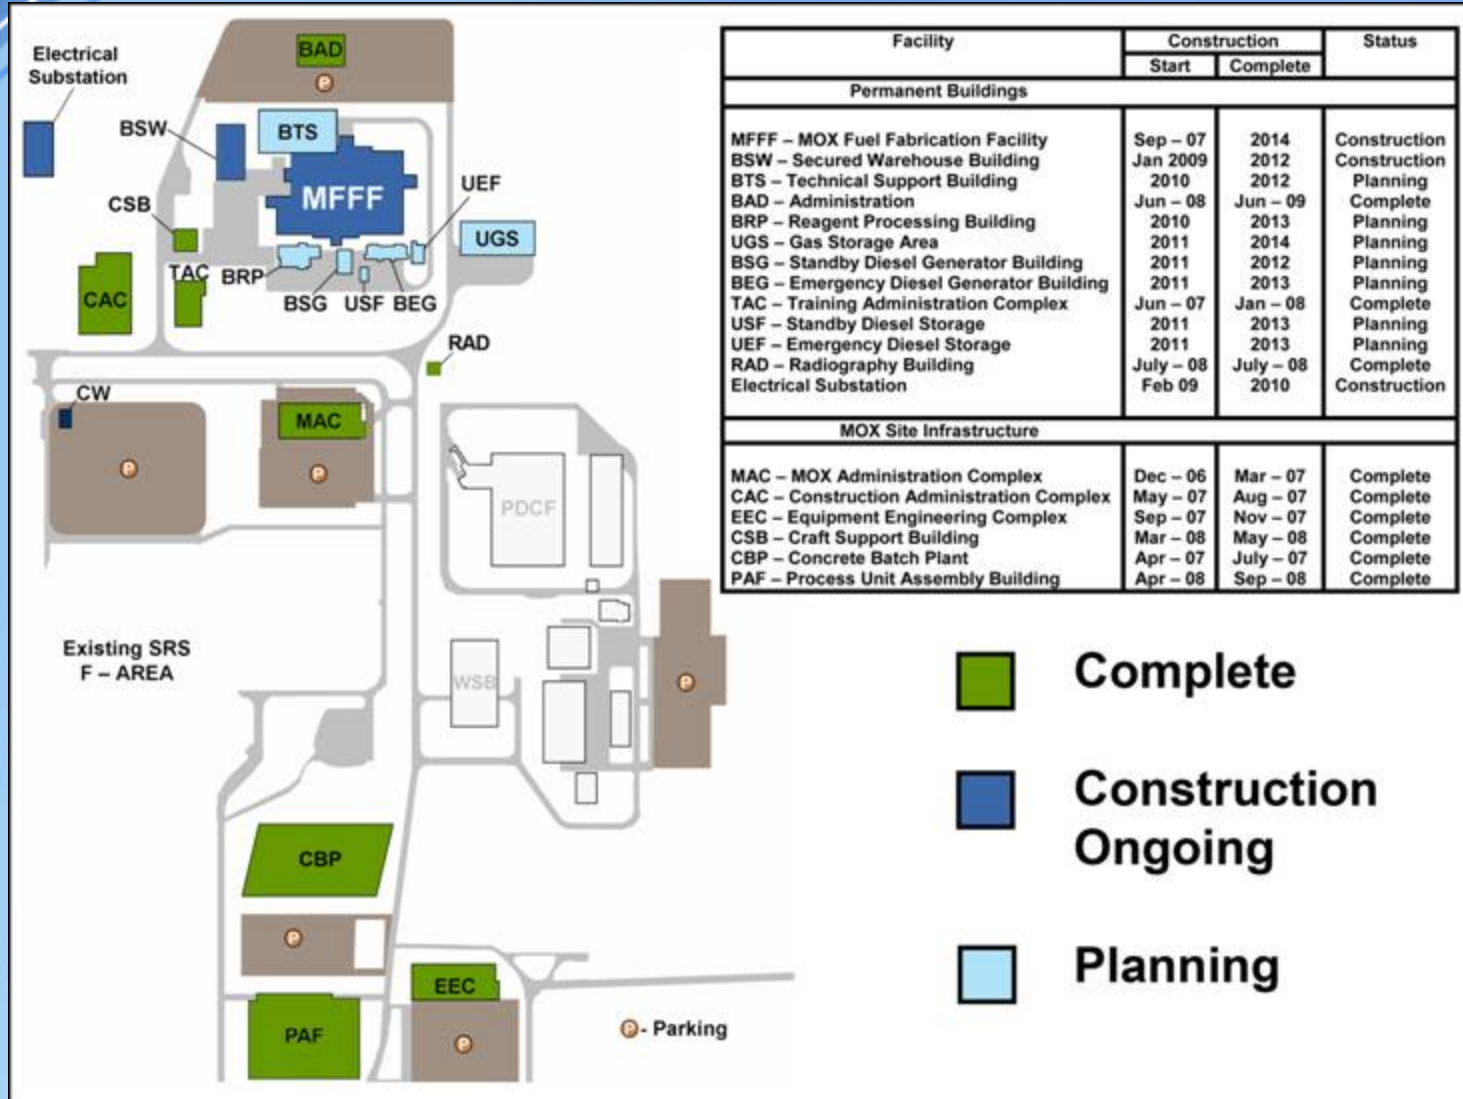 Electrical
Substation
BAD
P
BSW
BTS
MFFF
UEF
CSB
UGS
TAC
BRP
CAC
BSG
USF
BEG
RAD
CW
MAC
P
P
PDCF
Existing SRS
F – AREA
WSB
P
CBP
P
EEC
PAF
P
P - Parking
Facility Construction Status
Start Complete
Permanent Buildings
MFFF – MOX Fuel Fabrication Facility Sep – 07 2014 Construction
BSW – Secured Warehouse Building Jan 2009 2012 Construction
BTS – Technical Support Building 2010 2012 Planning
BAD – Administration Jun – 08 Jun – 09 Complete
BRP – Reagent Processing Building 2010 2013 Planning
UGS – Gas Storage Area 2011 2014 Planning
BSG – Standby Diesel Generator Building 2011 2012 Planning
BEG – Emergency Diesel Generator Building 2011 2013 Planning
TAC – Training Administration Complex Jun – 07 Jan – 08 Complete
USF – Standby Diesel Storage 2011 2013 Planning
UEF – Emergency Diesel Storage 2011 2013 Planning
RAD – Radiography Building July – 08 July – 08 Complete
Electrical Substation Feb 09 2010 Construction
MOX Site Infrastructure
MAC – MOX Administration Complex Dec – 06 Mar – 07 Complete
CAC – Construction Administration Complex May – 07 Aug – 07 Complete
EEC – Equipment Engineering Complex Sep – 07 Nov – 07 Complete
CSB – Craft Support Building Mar – 08 May – 08 Complete
CBP – Concrete Batch Plant Apr – 07 July – 07 Complete
PAF – Process Unit Assembly Building Apr – 08 Sep – 08 Complete
Complete
Construction
Ongoing
Planning